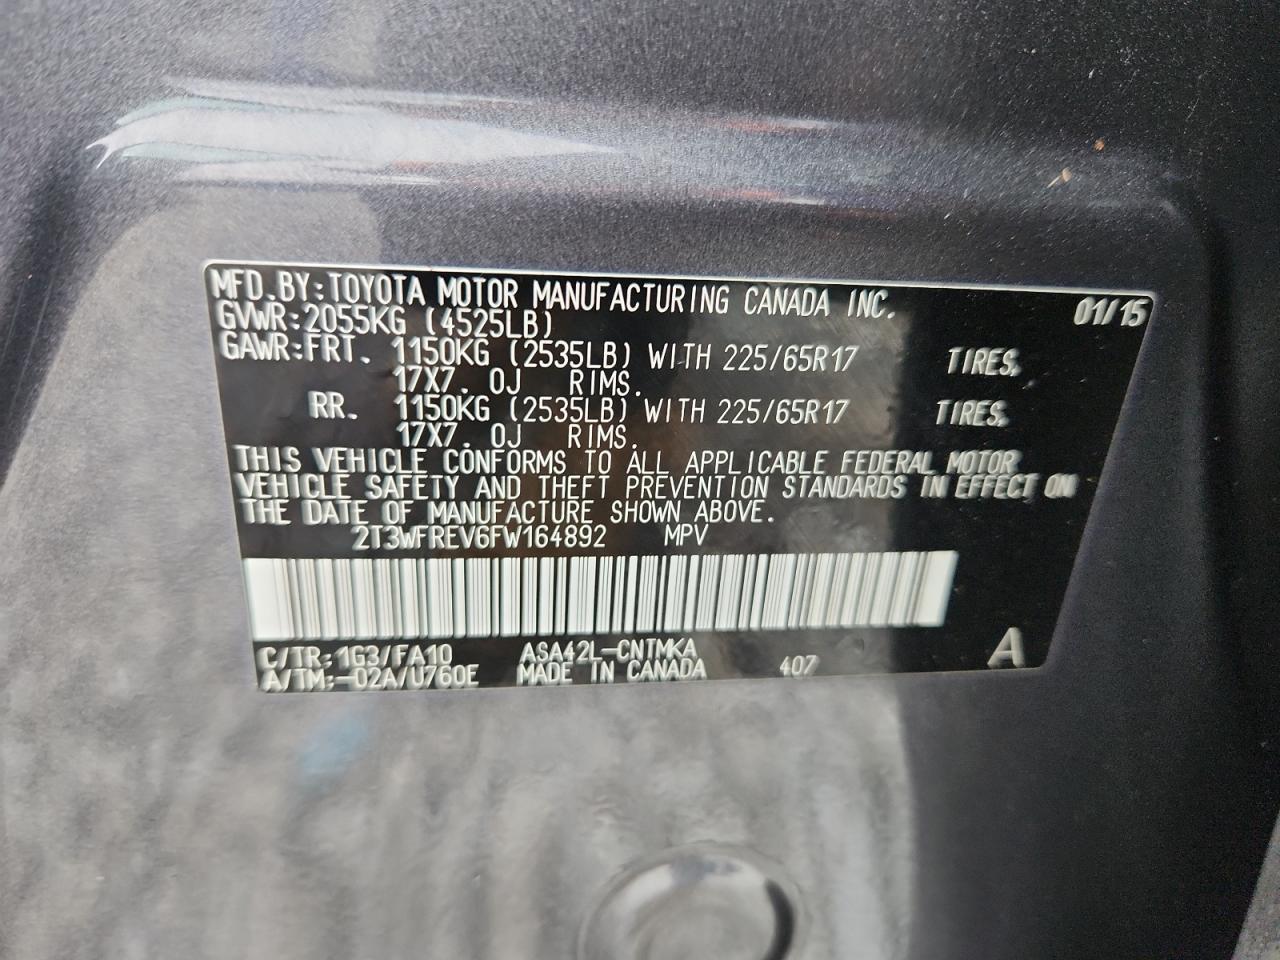 MFD.BY:TOYOTA MOTOR MANUFACTURING CANADA INC. 01/15
GVWR:2055KG (4525LB)
GAWR:FRT. 1150KG (2535LB) WITH 225/65R17 TIRES,
17X7. 0J RIMS.
RR. 1150KG (2535LB) WITH 225/65R17 TIRES,
17X7. 0J RIMS.
THIS VEHICLE CONFORMS TO ALL APPLICABLE FEDERAL MOTOR
VEHICLE SAFETY AND THEFT PREVENTION STANDARDS IN EFFECT ON
THE DATE OF MANUFACTURE SHOWN ABOVE.
2T3WFREV6FW164892 MPV
C/TR:1G3/FA10 ASA42L-CNTMKA
A/TM:-02A/U760E MADE IN CANADA 407 A